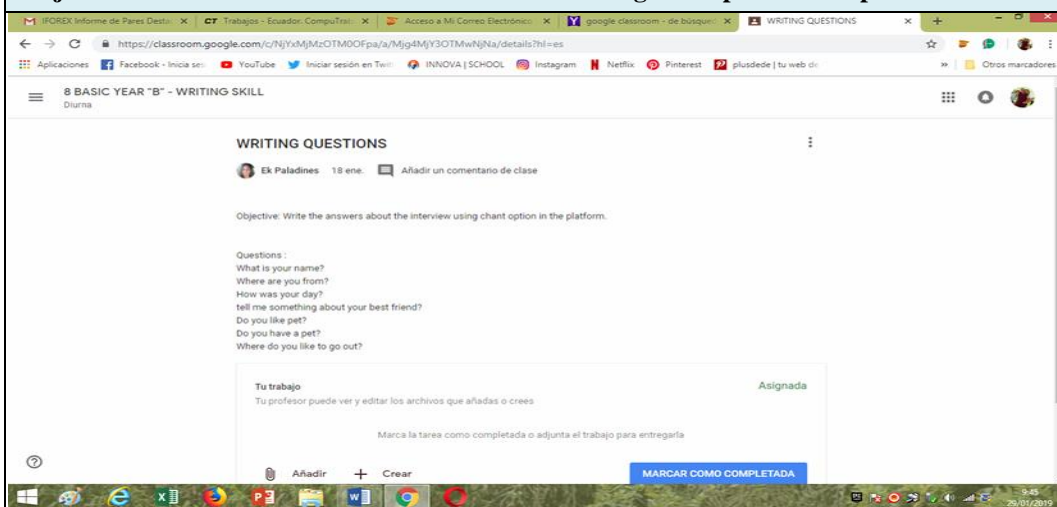 IFOREX Informe de Pares Destac
Trabajos - Ecuador. CompuTrab
Acceso a Mi Correo Electrónico
google classroom - de búsqued
WRITING QUESTIONS
https://classroom.google.com/c/NjYxMjMzOTM0OFpa/a/Mjg4MjY3OTMwNjNa/details?hl=es
Aplicaciones
Facebook - Inicia ses
YouTube
Iniciar sesión en Twit
INNOVA | SCHOOL
Instagram
Netflix
Pinterest
plusdede | tu web de
Otros marcadores
8 BASIC YEAR "B" - WRITING SKILL
Diurna
WRITING QUESTIONS
Ek Paladines 18 ene. Añadir un comentario de clase
Objective: Write the answers about the interview using chant option in the platform.
Questions :
What is your name?
Where are you from?
How was your day?
tell me something about your best friend?
Do you like pet?
Do you have a pet?
Where do you like to go out?
Tu trabajo
Asignada
Tu profesor puede ver y editar los archivos que añadas o crees
Marca la tarea como completada o adjunta el trabajo para entregarla
Añadir
Crear
MARCAR COMO COMPLETADA
9:45
29/01/2019